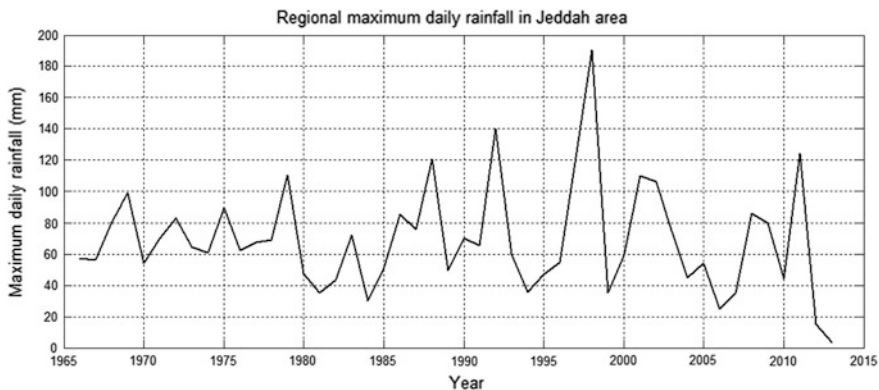 Regional maximum daily rainfall in Jeddah area
Maximum daily rainfall (mm)
200
180
160
140
120
100
80
60
40
20
0
1965 1970 1975 1980 1985 1990 1995 2000 2005 2010 2015
Year